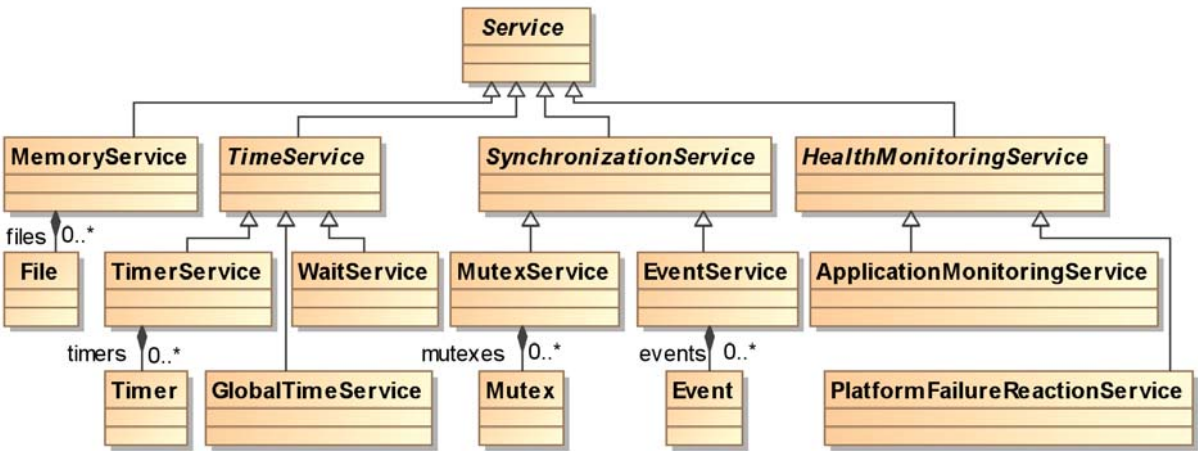 Service
MemoryService
TimeService
SynchronizationService
HealthMonitoringService
files 0..*
File
TimerService
WaitService
MutexService
EventService
ApplicationMonitoringService
timers 0..*
mutexes 0..*
events 0..*
Timer
GlobalTimeService
Mutex
Event
PlatformFailureReactionService